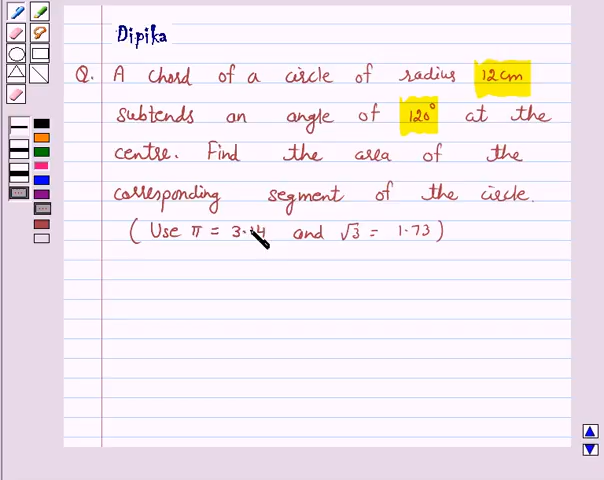 Dipika
Q. A chord of a circle of radius 12cm
subtends an angle of 120° at the
centre. Find the area of the
corresponding segment of the circle.
( Use π = 3.14 and √3 = 1.73 )